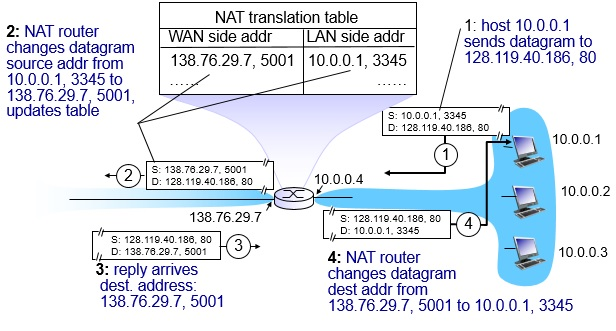 NAT translation table
WAN side addr LAN side addr
138.76.29.7, 5001 10.0.0.1, 3345
...... ......
2: NAT router
changes datagram
source addr from
10.0.0.1, 3345 to
138.76.29.7, 5001,
updates table
1: host 10.0.0.1
sends datagram to
128.119.40.186, 80
S: 10.0.0.1, 3345
D: 128.119.40.186, 80
1
10.0.0.1
S: 138.76.29.7, 5001
D: 128.119.40.186, 80
2
10.0.0.4
10.0.0.2
138.76.29.7
S: 128.119.40.186, 80
D: 10.0.0.1, 3345
4
S: 128.119.40.186, 80
D: 138.76.29.7, 5001
3
10.0.0.3
3: reply arrives
dest. address:
138.76.29.7, 5001
4: NAT router
changes datagram
dest addr from
138.76.29.7, 5001 to 10.0.0.1, 3345